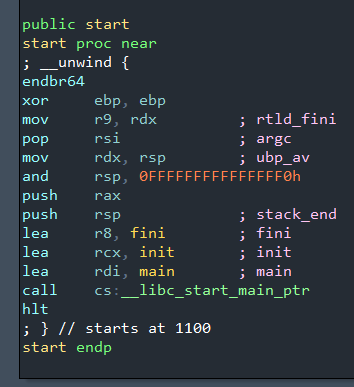 public start
start proc near
; __unwind {
endbr64
xor ebp, ebp
mov r9, rdx ; rtld_fini
pop rsi ; argc
mov rdx, rsp ; ubp_av
and rsp, 0FFFFFFFFFFFFFFF0h
push rax
push rsp ; stack_end
lea r8, fini ; fini
lea rcx, init ; init
lea rdi, main ; main
call cs:__libc_start_main_ptr
hlt
; } // starts at 1100
start endp